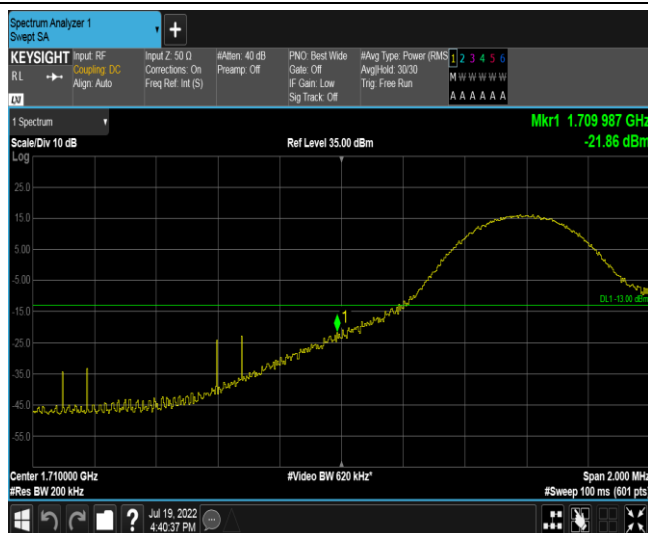 Spectrum Analyzer 1
Swept SA
+
KEYSIGHT
RL
Input: RF
Coupling: DC
Align: Auto
Input Z: 50 Ω
Corrections: On
Freq Ref: Int (S)
#Atten: 40 dB
Preamp: Off
PNO: Best Wide
Gate: Off
IF Gain: Low
Sig Track: Off
#Avg Type: Power (RMS
Avg|Hold: 30/30
Trig: Free Run
1 2 3 4 5 6
M W W W W W
A A A A A A
LXI
1 Spectrum
Scale/Div 10 dB
Ref Level 35.00 dBm
Mkr1 1.709 987 GHz
-21.86 dBm
Log
25.0
15.0
5.00
-5.00
DL1 -13.00 dBm
-15.0
1
-25.0
-35.0
-45.0
-55.0
Center 1.710000 GHz
#Video BW 620 kHz*
Span 2.000 MHz
#Res BW 200 kHz
#Sweep 100 ms (601 pts)
?
Jul 19, 2022
4:40:37 PM